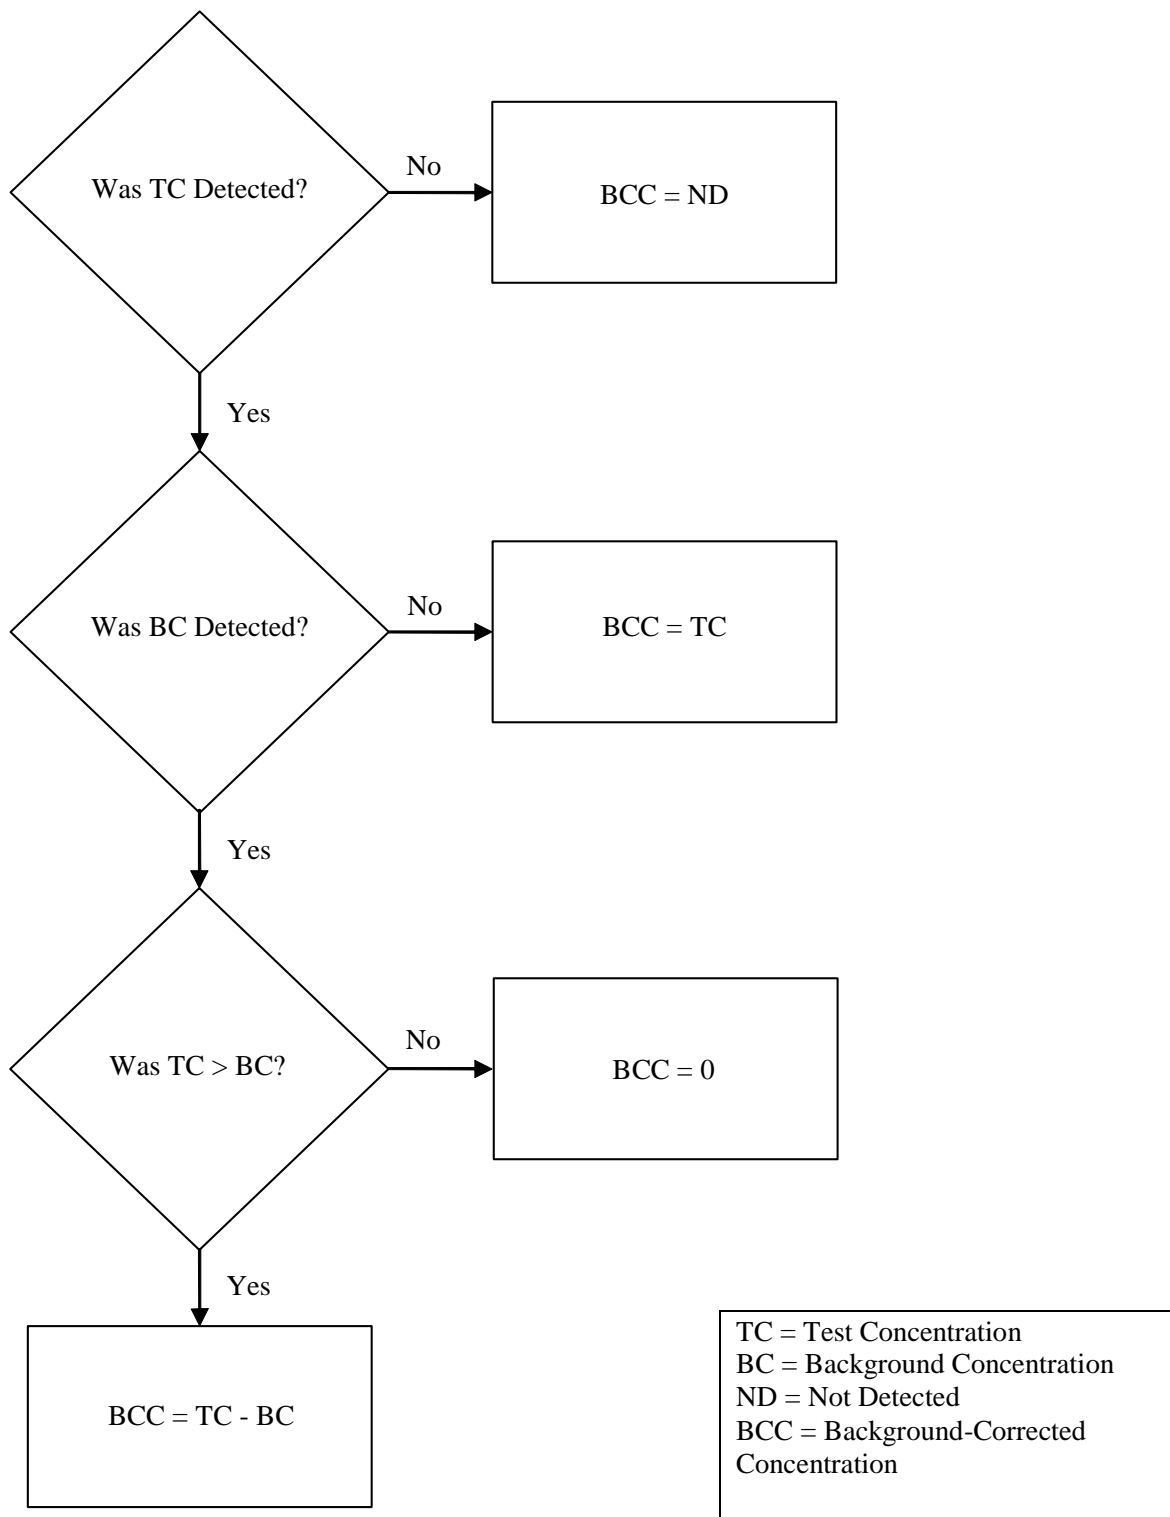 Was TC Detected?
No
BCC = ND
Yes
Was BC Detected?
No
BCC = TC
Yes
Was TC > BC?
No
BCC = 0
Yes
BCC = TC - BC
TC = Test Concentration
BC = Background Concentration
ND = Not Detected
BCC = Background-Corrected
Concentration